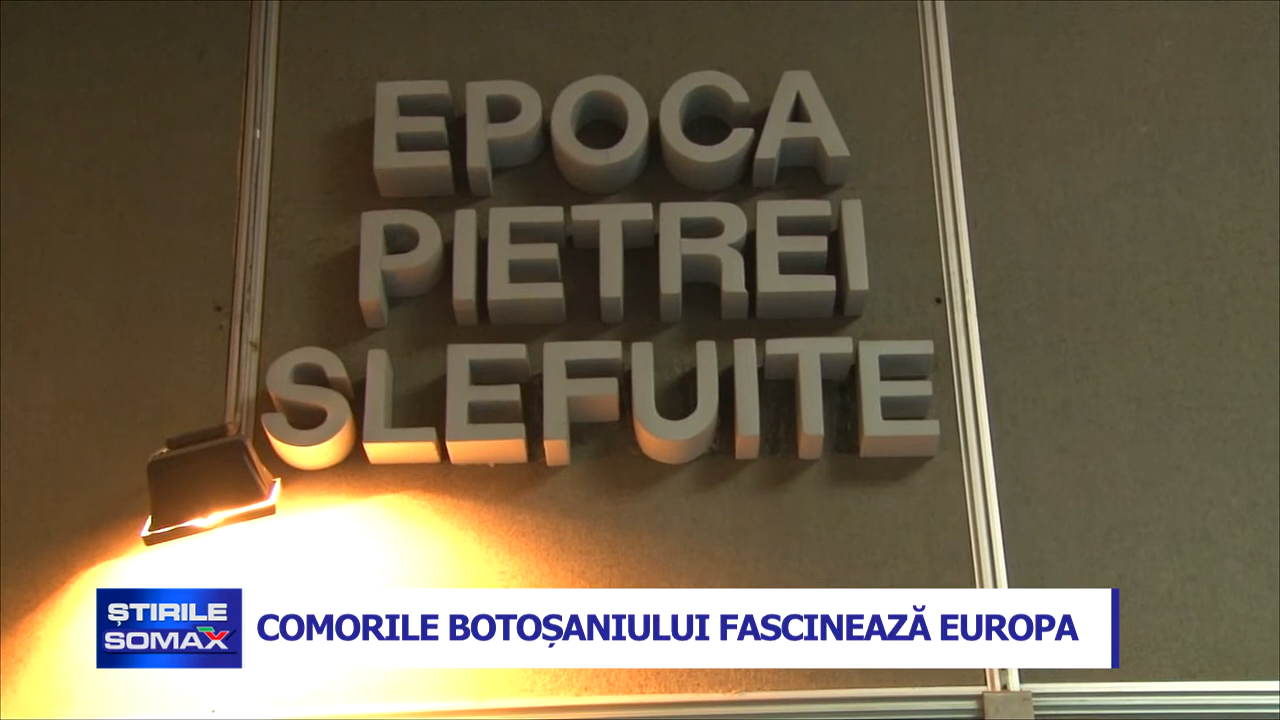 EPOCA
PIETREI
SLEFUITE
ȘTIRILE
SOMAX
COMORILE BOTOȘANIULUI FASCINEAZĂ EUROPA